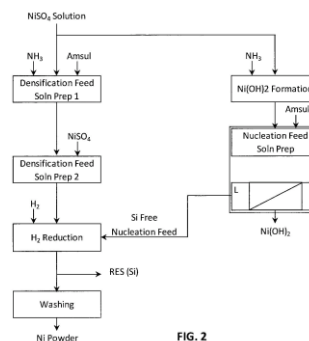 NiSO4 Solution
NH3
Amsul
NH3
Densification Feed
Soln Prep 1
Ni(OH)2 Formation
Amsul
NiSO4
Nucleation Feed
Soln Prep
Densification Feed
Soln Prep 2
L
H2
Si Free
Nucleation Feed
H2 Reduction
Ni(OH)2
RES (Si)
Washing
Ni Powder
FIG. 2